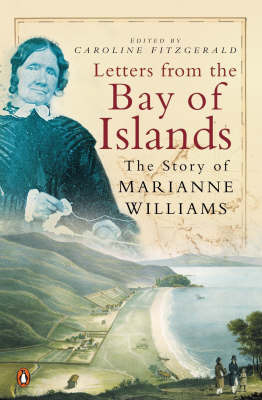 EDITED BY
CAROLINE FITZGERALD
Letters from the
Bay of
Islands
The Story of
MARIANNE
WILLIAMS